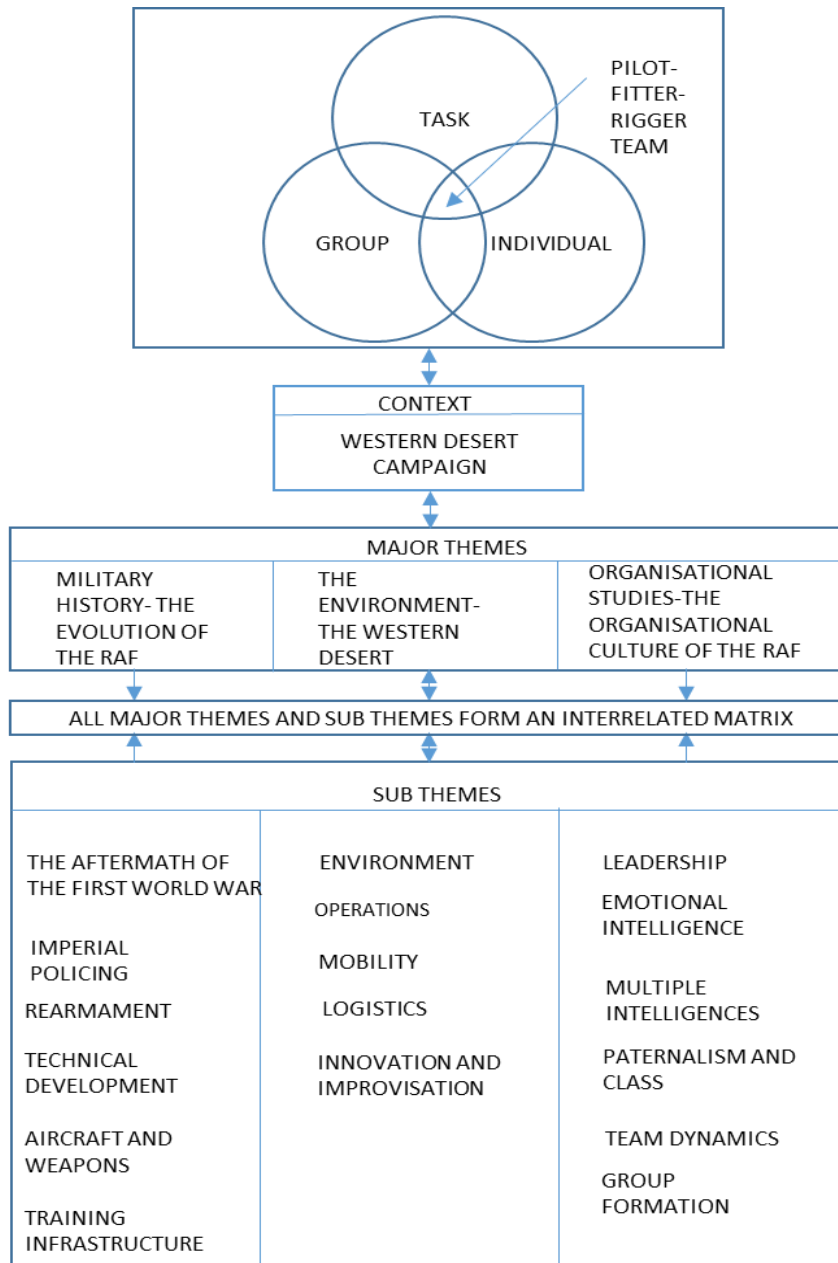 TASK
PILOT-
FITTER-
RIGGER
TEAM
GROUP
INDIVIDUAL
CONTEXT
WESTERN DESERT
CAMPAIGN
MAJOR THEMES
MILITARY
HISTORY- THE
EVOLUTION OF
THE RAF
THE
ENVIRONMENT-
THE WESTERN
DESERT
ORGANISATIONAL
STUDIES-THE
ORGANISATIONAL
CULTURE OF THE RAF
ALL MAJOR THEMES AND SUB THEMES FORM AN INTERRELATED MATRIX
SUB THEMES
THE AFTERMATH OF
THE FIRST WORLD WAR
IMPERIAL
POLICING
REARMAMENT
TECHNICAL
DEVELOPMENT
AIRCRAFT AND
WEAPONS
TRAINING
INFRASTRUCTURE
ENVIRONMENT
OPERATIONS
MOBILITY
LOGISTICS
INNOVATION AND
IMPROVISATION
LEADERSHIP
EMOTIONAL
INTELLIGENCE
MULTIPLE
INTELLIGENCES
PATERNALISM AND
CLASS
TEAM DYNAMICS
GROUP
FORMATION